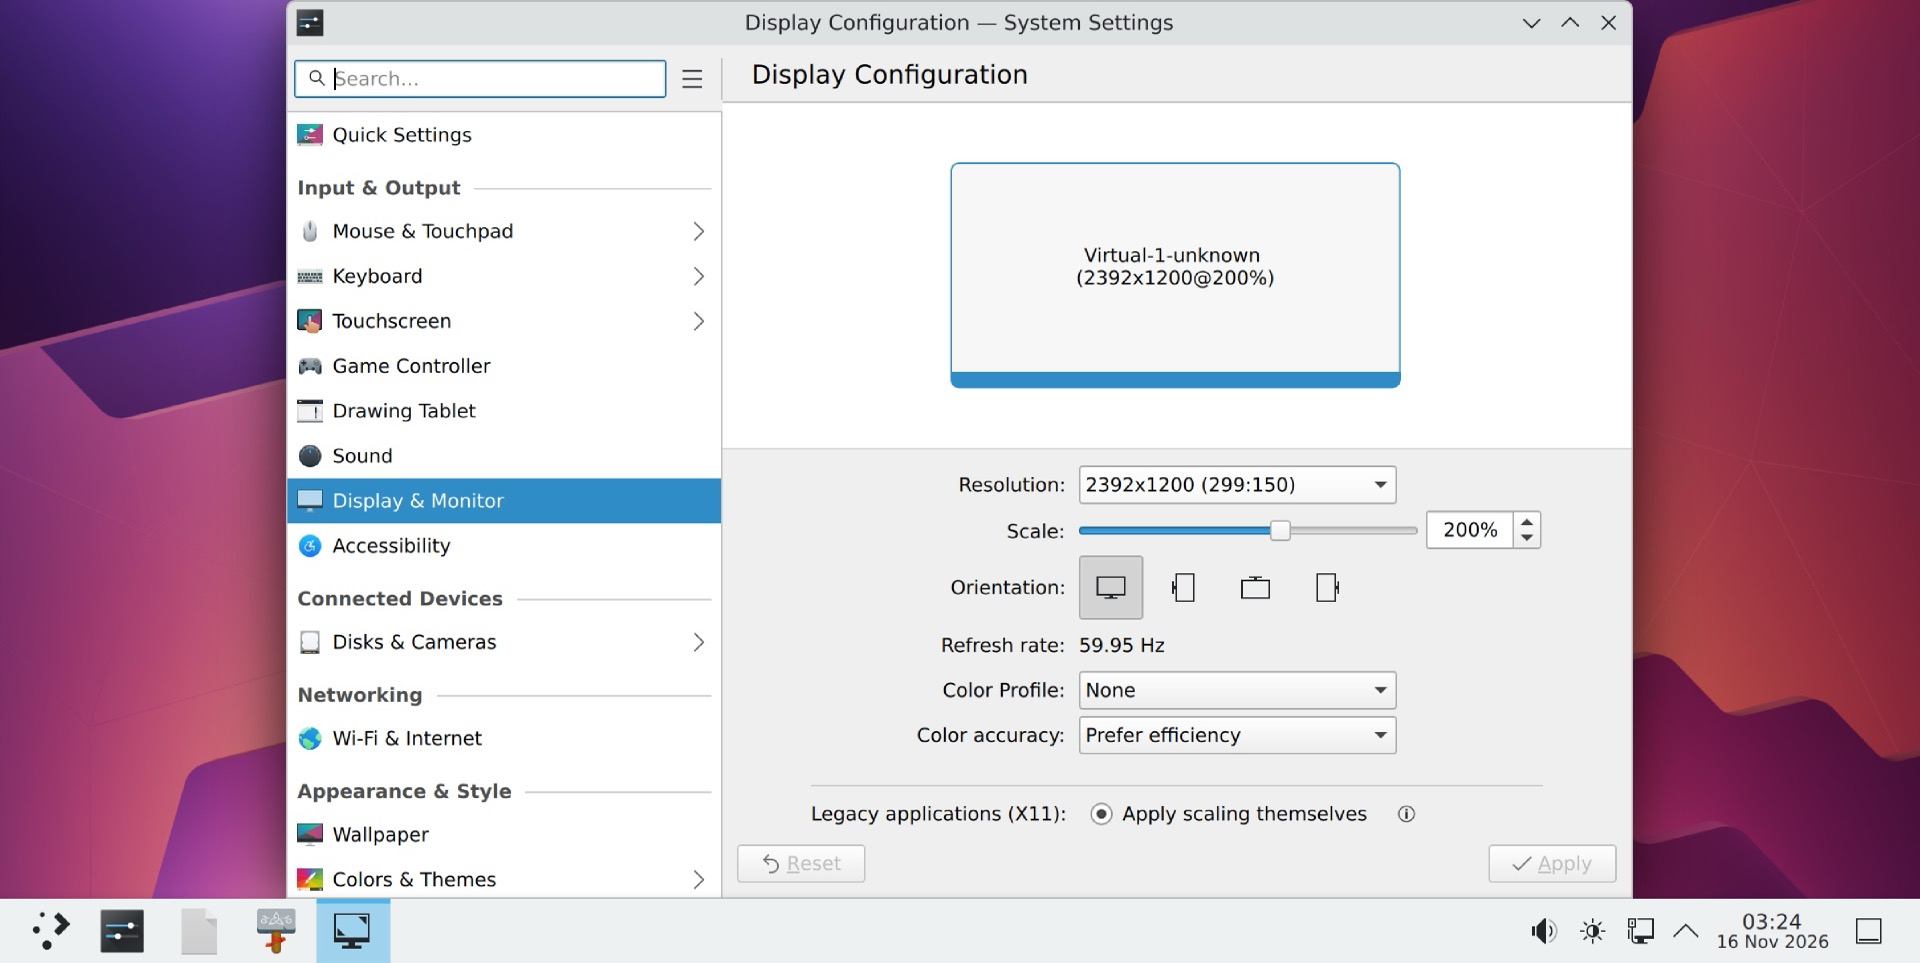 Display Configuration — System Settings
Search...
Quick Settings
Input & Output
Mouse & Touchpad
Keyboard
Touchscreen
Game Controller
Drawing Tablet
Sound
Display & Monitor
Accessibility
Connected Devices
Disks & Cameras
Networking
Wi-Fi & Internet
Appearance & Style
Wallpaper
Colors & Themes
Display Configuration
Virtual-1-unknown
(2392x1200@200%)
Resolution: 2392x1200 (299:150)
Scale: 200%
Orientation:
Refresh rate: 59.95 Hz
Color Profile: None
Color accuracy: Prefer efficiency
Legacy applications (X11): Apply scaling themselves
Reset
Apply
03:24
16 Nov 2026